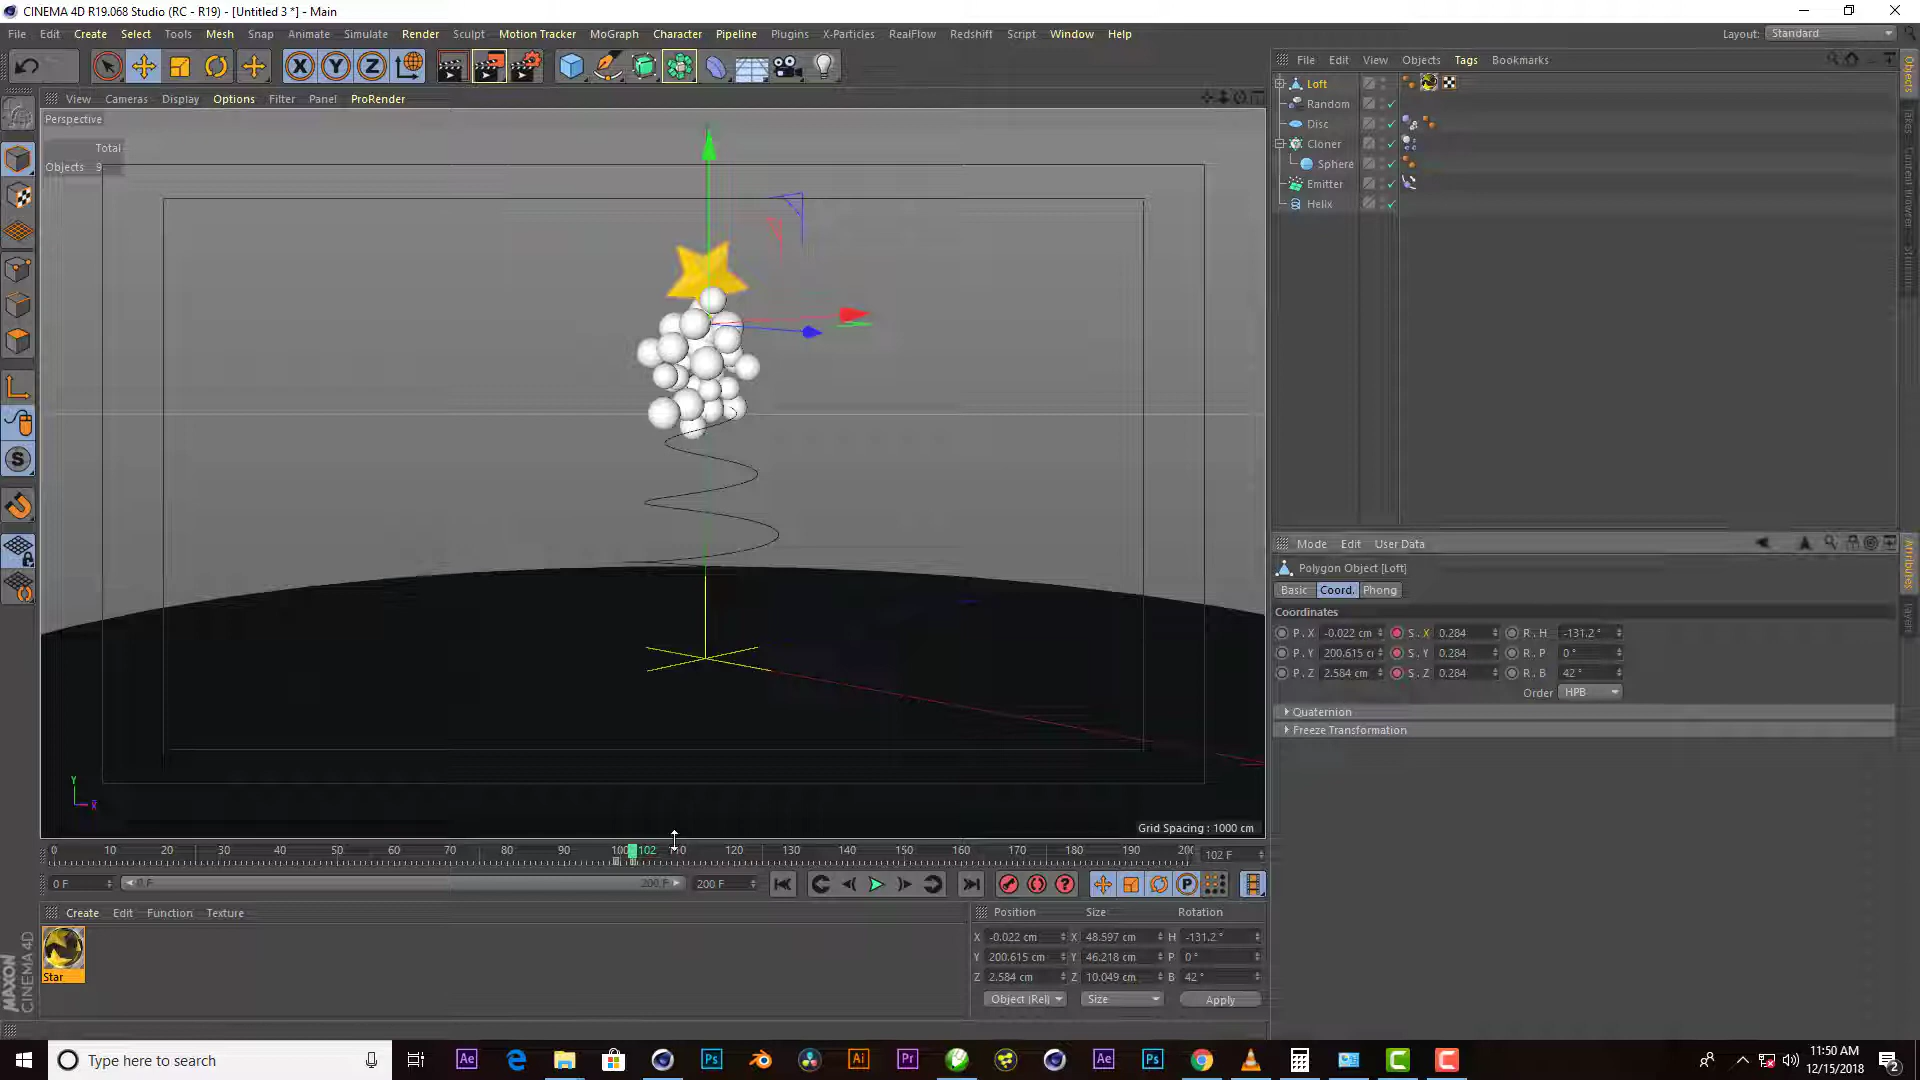 CINEMA 4D R19.068 Studio (RC - R19) - [Untitled 3 *] - Main
File Edit Create Select Tools Mesh Snap Animate Simulate Render Sculpt Motion Tracker MoGraph Character Pipeline Plugins X-Particles RealFlow Redshift Script Window Help Layout: Standard
File Edit View Objects Tags Bookmarks
View Cameras Display Options Filter Panel ProRender
Perspective
Total
Objects 9
Loft
Random
Disc
Cloner
Sphere
Emitter
Helix
Objects
Takes
Content Browser
Structure
Mode Edit User Data
Polygon Object [Loft]
Basic Coord. Phong
Coordinates
P . X -0.022 cm S . X 0.284 R . H -131.2 °
P . Y 200.615 c S . Y 0.284 R . P 0 °
P . Z 2.584 cm S . Z 0.284 R . B 42 °
Order HPB
Quaternion
Freeze Transformation
Attributes
Layers
Y
X
Grid Spacing : 1000 cm
0 10 20 30 40 50 60 70 80 90 100 102 110 120 130 140 150 160 170 180 190 200 102 F
0 F 0 F 200 F 200 F
Create Edit Function Texture
Star
MAXON
CINEMA 4D
Position Size Rotation
X -0.022 cm X 48.597 cm H -131.2 °
Y 200.615 cm Y 46.218 cm P 0 °
Z 2.584 cm Z 10.049 cm B 42 °
Object (Rel) Size Apply
Type here to search
11:50 AM
12/15/2018
2